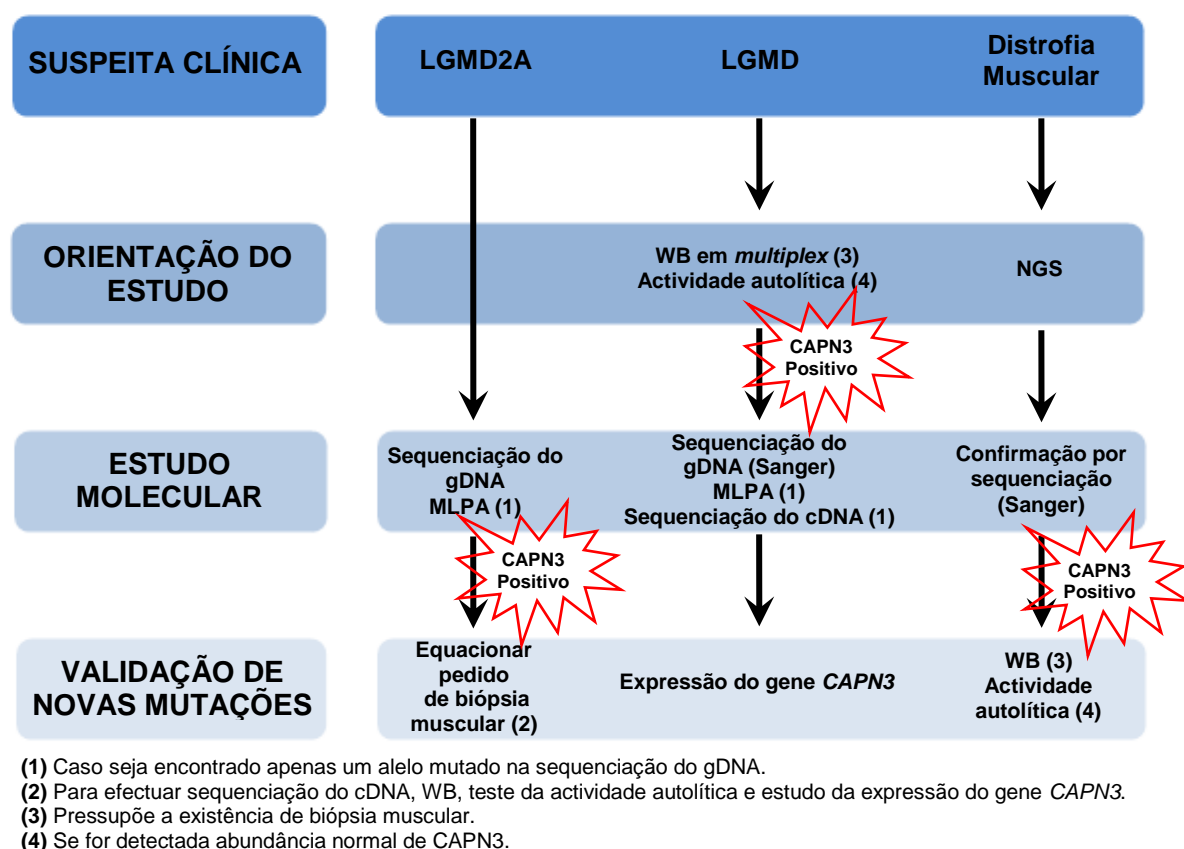 SUSPEITA CLÍNICA
LGMD2A
LGMD
Distrofia
Muscular
ORIENTAÇÃO DO
ESTUDO
WB em multiplex (3)
Actividade autolítica (4)
NGS
CAPN3
Positivo
ESTUDO
MOLECULAR
Sequenciação do
gDNA
MLPA (1)
Sequenciação do
gDNA (Sanger)
MLPA (1)
Sequenciação do cDNA (1)
Confirmação por
sequenciação
(Sanger)
CAPN3
Positivo
CAPN3
Positivo
VALIDAÇÃO DE
NOVAS MUTAÇÕES
Equacionar
pedido
de biópsia
muscular (2)
Expressão do gene CAPN3
WB (3)
Actividade
autolítica (4)
(1) Caso seja encontrado apenas um alelo mutado na sequenciação do gDNA.
(2) Para efectuar sequenciação do cDNA, WB, teste da actividade autolítica e estudo da expressão do gene CAPN3.
(3) Pressupõe a existência de biópsia muscular.
(4) Se for detectada abundância normal de CAPN3.